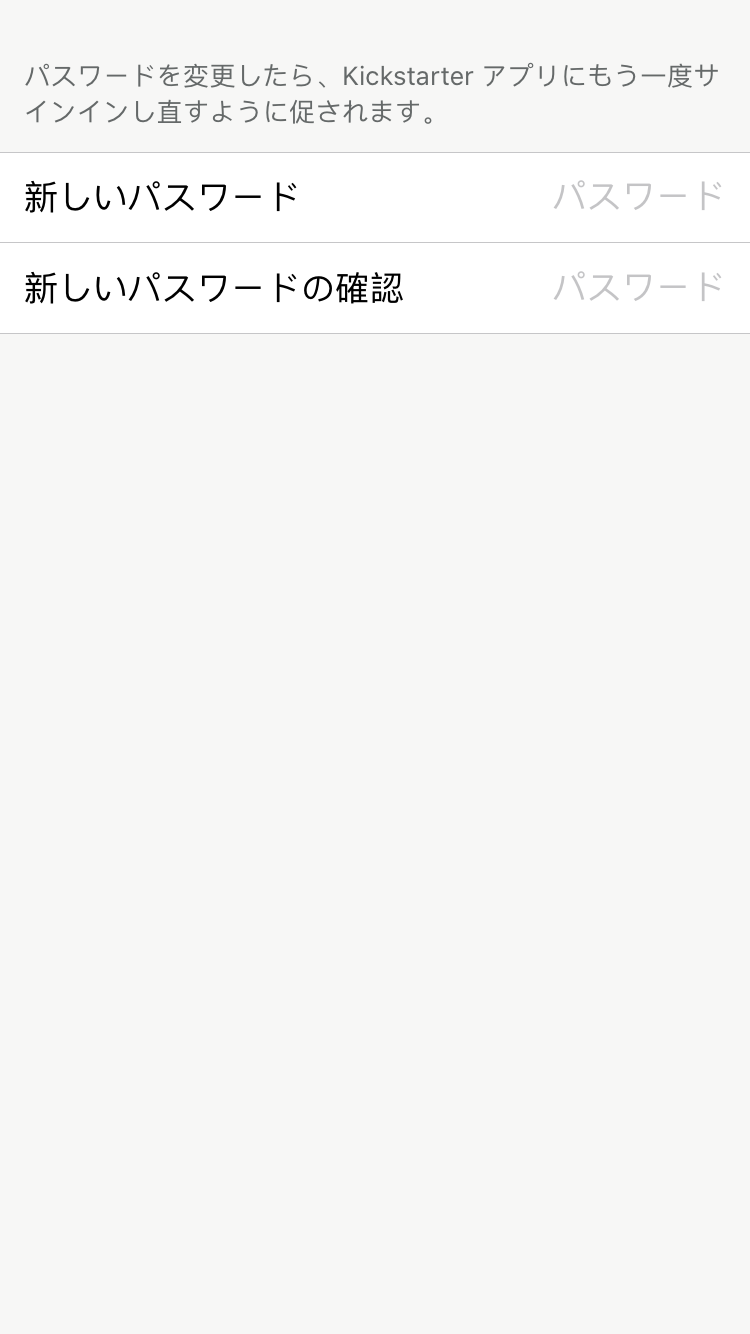 パスワードを変更したら、Kickstarter アプリにもう一度サ
インインし直すように促されます。
新しいパスワード パスワード
新しいパスワードの確認 パスワード